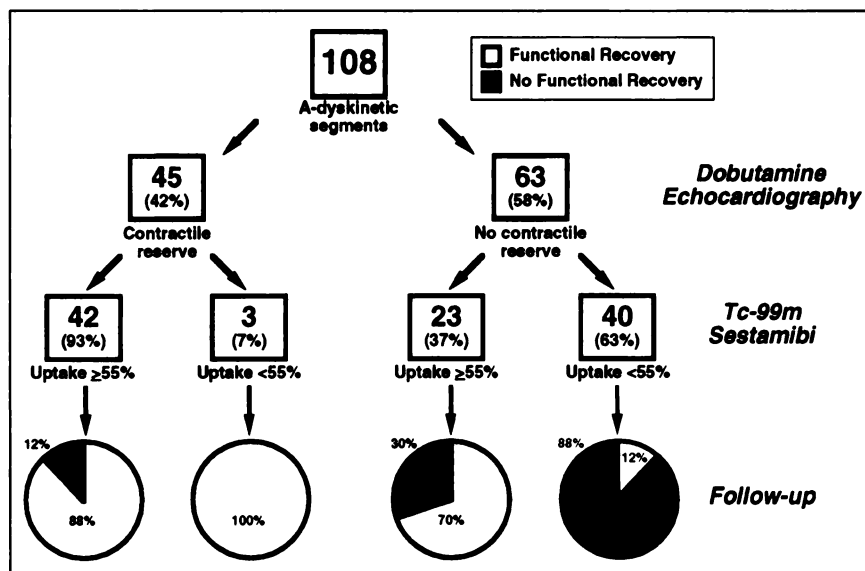 108
A-dyskinetic
segments
Functional Recovery
No Functional Recovery
45
(42%)
Contractile
reserve
63
(58%)
No contractile
reserve
Dobutamine
Echocardiography
42
(93%)
Uptake ≥55%
3
(7%)
Uptake <55%
23
(37%)
Uptake ≥55%
40
(63%)
Uptake <55%
Tc-99m
Sestamibi
12%
88%
100%
30%
70%
88%
12%
Follow-up